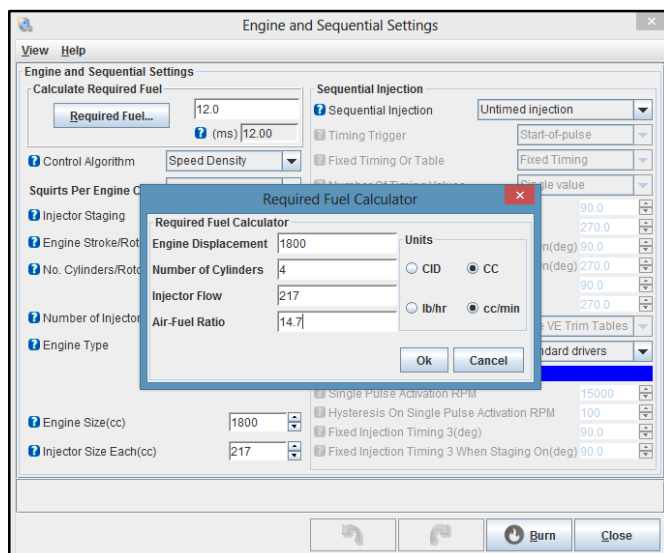 Engine and Sequential Settings
View Help
Engine and Sequential Settings
Calculate Required Fuel
Required Fuel...
12.0
(ms) 12.00
Control Algorithm Speed Density
Squirts Per Engine C
Injector Staging
Engine Stroke/Rot
No. Cylinders/Roto
Number of Injector
Engine Type
Engine Size(cc) 1800
Injector Size Each(cc) 217
Sequential Injection
Sequential Injection Untimed injection
Timing Trigger Start-of-pulse
Fixed Timing Or Table Fixed Timing
Number Of Timing Values Single value
90.0
270.0
n(deg) 90.0
n(deg) 270.0
90.0
270.0
VE Trim Tables
ndard drivers
Single Pulse Activation RPM 15000
Hysteresis On Single Pulse Activation RPM 100
Fixed Injection Timing 3(deg) 90.0
Fixed Injection Timing 3 When Staging On(deg) 90.0
Required Fuel Calculator
Required Fuel Calculator
Engine Displacement 1800
Number of Cylinders 4
Injector Flow 217
Air-Fuel Ratio 14.7
Units
CID CC
lb/hr cc/min
Ok Cancel
Burn Close